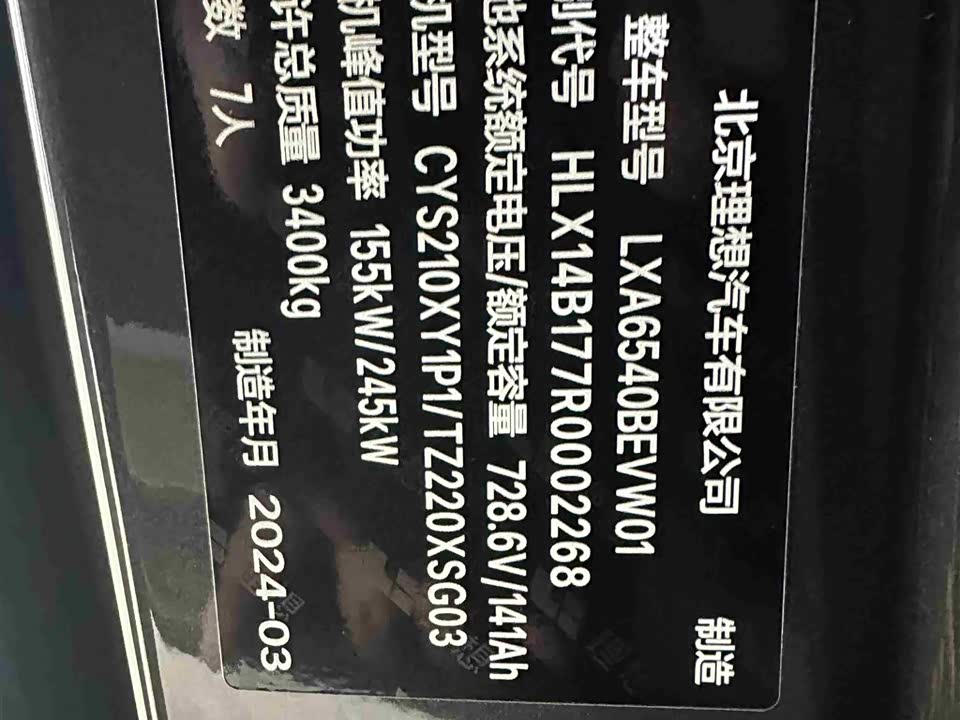 北京理想汽车有限公司 制造
整车型号 LXA6540BEVW01
制代号 HLX14B177R0002268
池系统额定电压/额定容量 728.6V/141Ah
机型号 CYS210XY1P1/TZ220XSG03
机峰值功率 155kW/245kW
许总质量 3400kg
数 7人 制造年月 2024-03